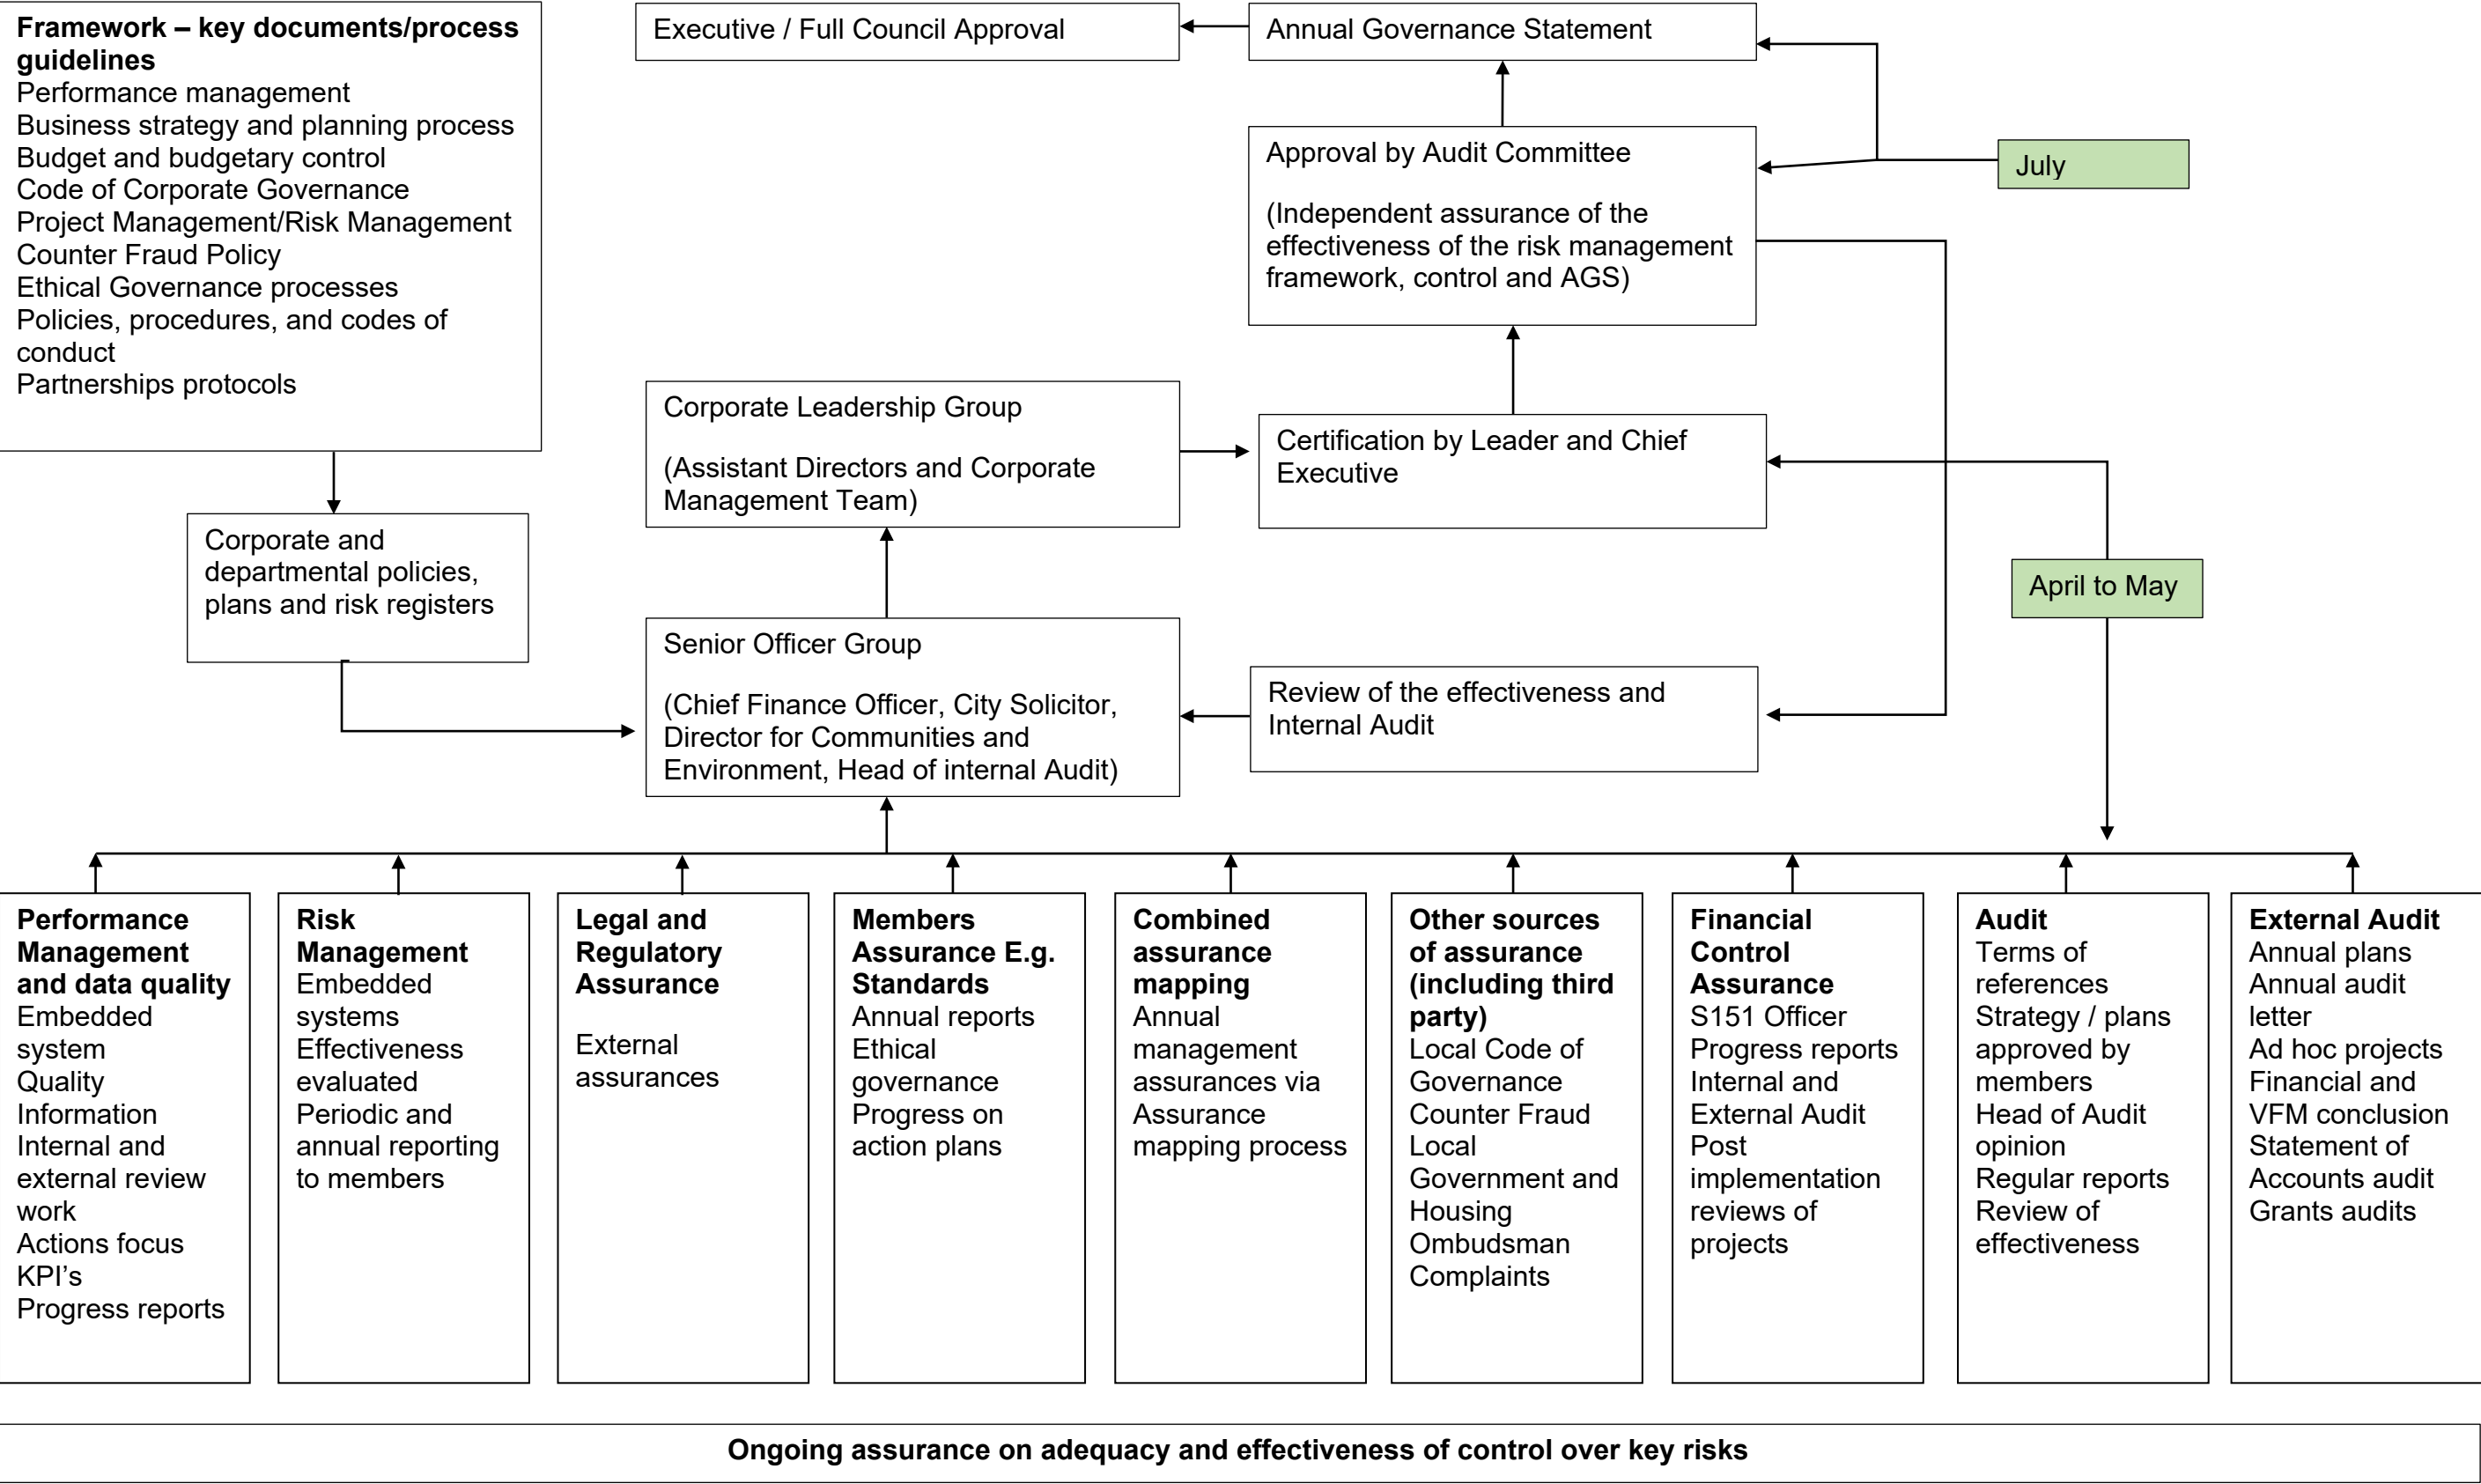 Framework – key documents/process
guidelines
Performance management
Business strategy and planning process
Budget and budgetary control
Code of Corporate Governance
Project Management/Risk Management
Counter Fraud Policy
Ethical Governance processes
Policies, procedures, and codes of
conduct
Partnerships protocols
Executive / Full Council Approval
Annual Governance Statement
Approval by Audit Committee
(Independent assurance of the
effectiveness of the risk management
framework, control and AGS)
July
Corporate Leadership Group
(Assistant Directors and Corporate
Management Team)
Certification by Leader and Chief
Executive
Corporate and
departmental policies,
plans and risk registers
April to May
Senior Officer Group
(Chief Finance Officer, City Solicitor,
Director for Communities and
Environment, Head of internal Audit)
Review of the effectiveness and
Internal Audit
Performance
Management
and data quality
Embedded
system
Quality
Information
Internal and
external review
work
Actions focus
KPI’s
Progress reports
Risk
Management
Embedded
systems
Effectiveness
evaluated
Periodic and
annual reporting
to members
Legal and
Regulatory
Assurance
External
assurances
Members
Assurance E.g.
Standards
Annual reports
Ethical
governance
Progress on
action plans
Combined
assurance
mapping
Annual
management
assurances via
Assurance
mapping process
Other sources
of assurance
(including third
party)
Local Code of
Governance
Counter Fraud
Local
Government and
Housing
Ombudsman
Complaints
Financial
Control
Assurance
S151 Officer
Progress reports
Internal and
External Audit
Post
implementation
reviews of
projects
Audit
Terms of
references
Strategy / plans
approved by
members
Head of Audit
opinion
Regular reports
Review of
effectiveness
External Audit
Annual plans
Annual audit
letter
Ad hoc projects
Financial and
VFM conclusion
Statement of
Accounts audit
Grants audits
Ongoing assurance on adequacy and effectiveness of control over key risks